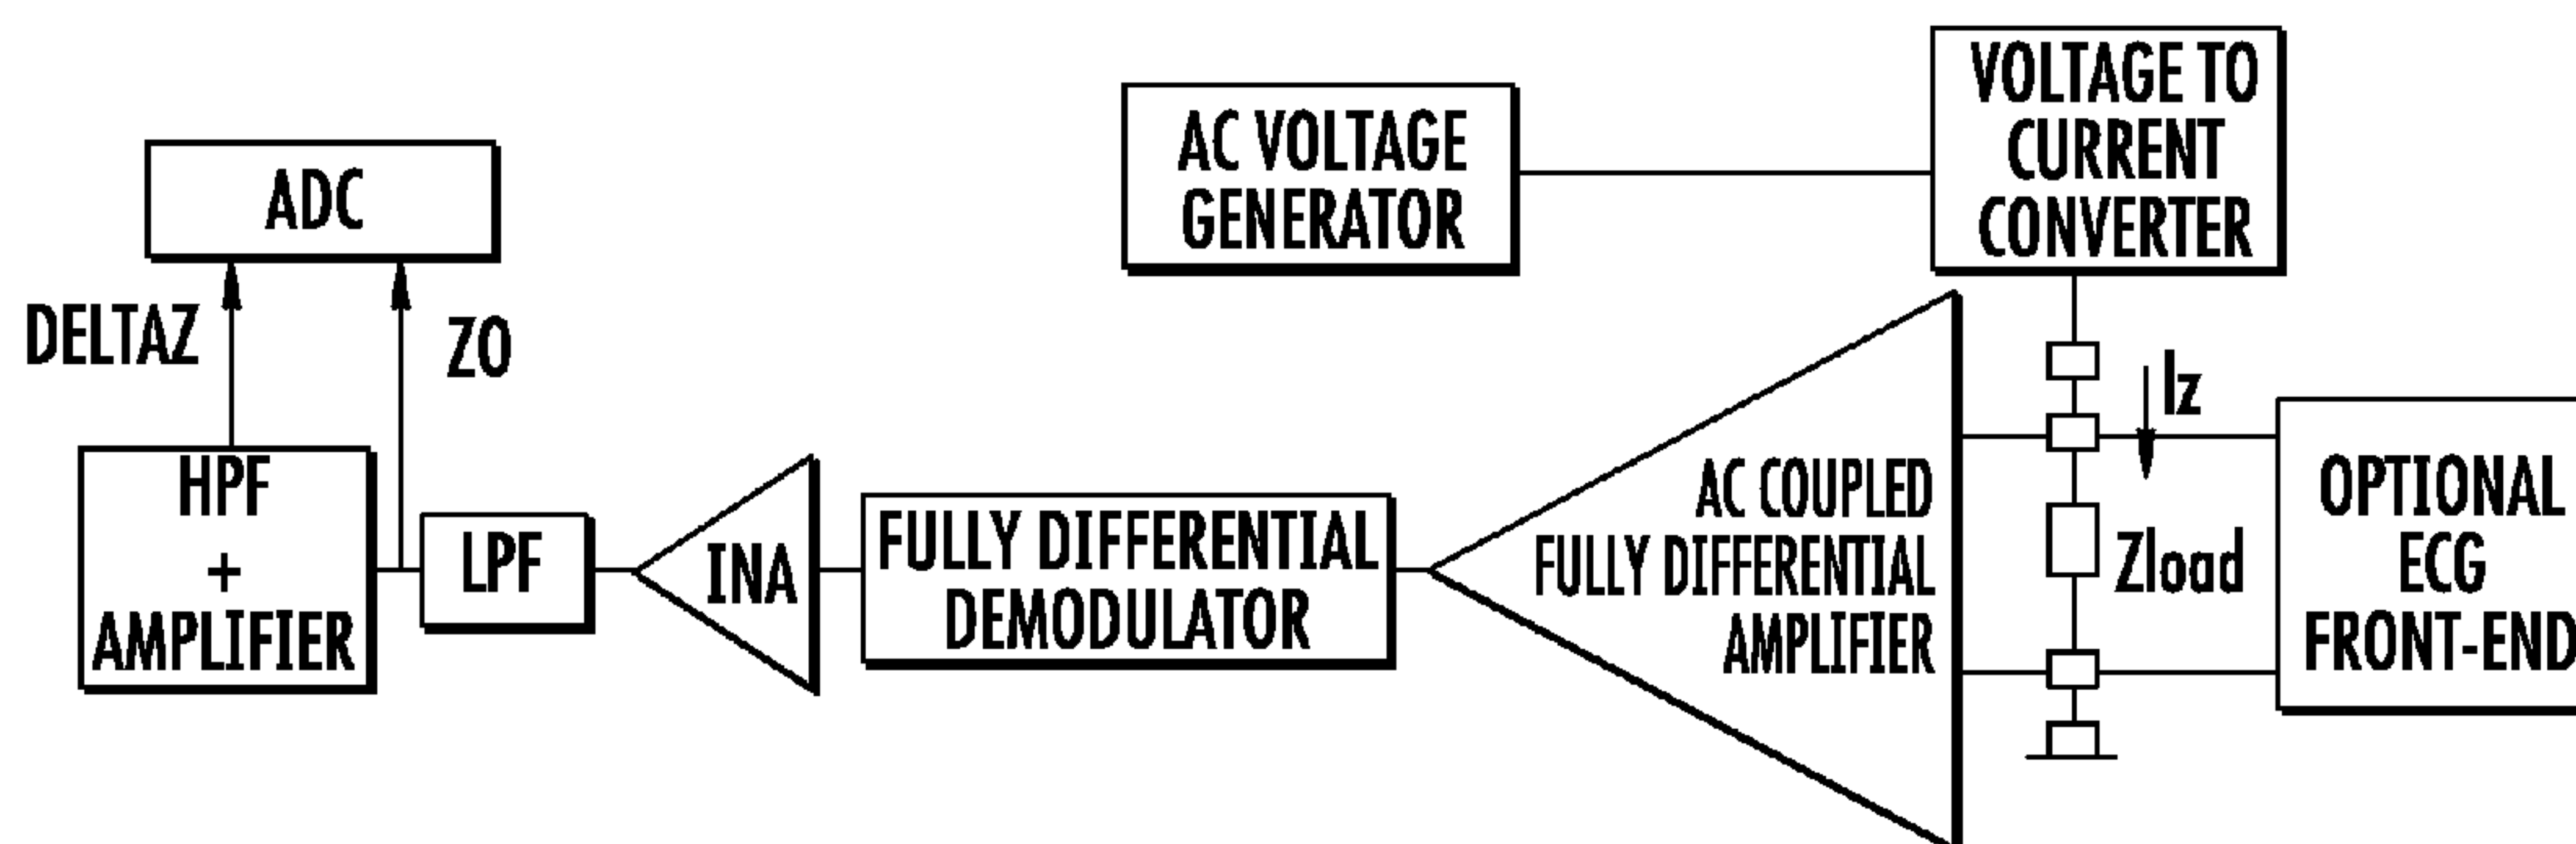 VOLTAGE TO
CURRENT
CONVERTER
AC VOLTAGE
GENERATOR
ADC
DELTAZ
ZO
Iz
HPF
+
AMPLIFIER
LPF
INA
FULLY DIFFERENTIAL
DEMODULATOR
AC COUPLED
FULLY DIFFERENTIAL
AMPLIFIER
Zload
OPTIONAL
ECG
FRONT-END